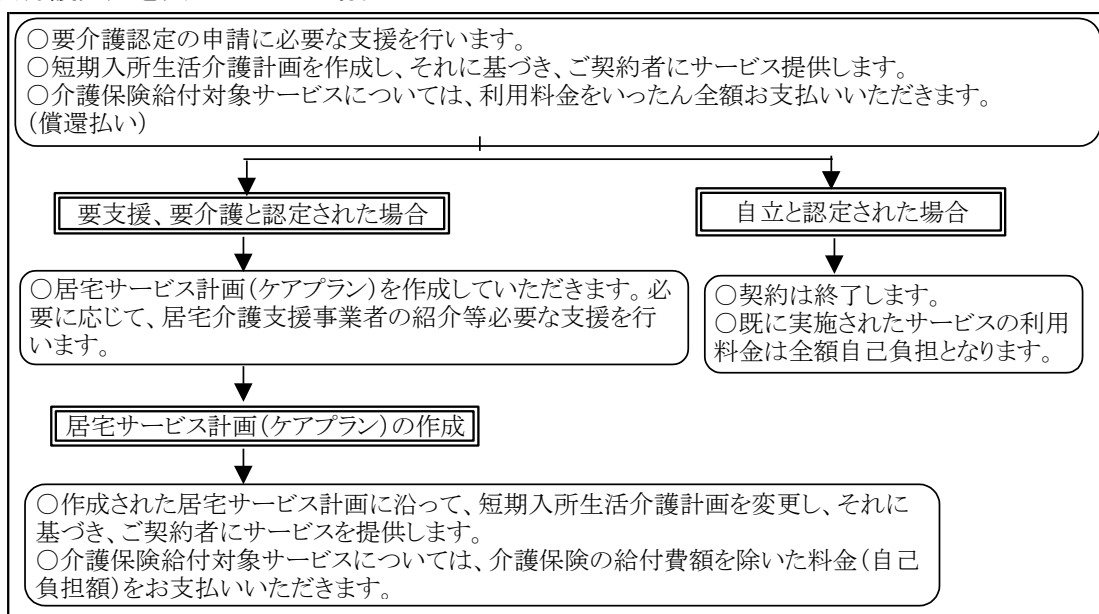 ○要介護認定の申請に必要な支援を行います。
○短期入所生活介護計画を作成し、それに基づき、ご契約者にサービス提供します。
○介護保険給付対象サービスについては、利用料金をいったん全額お支払いいただきます。
(償還払い)
要支援、要介護と認定された場合
自立と認定された場合
○居宅サービス計画(ケアプラン)を作成していただきます。必
要に応じて、居宅介護支援事業者の紹介等必要な支援を行
います。
○契約は終了します。
○既に実施されたサービスの利用
料金は全額自己負担となります。
居宅サービス計画(ケアプラン)の作成
○作成された居宅サービス計画に沿って、短期入所生活介護計画を変更し、それに
基づき、ご契約者にサービスを提供します。
○介護保険給付対象サービスについては、介護保険の給付費額を除いた料金(自己
負担額)をお支払いいただきます。